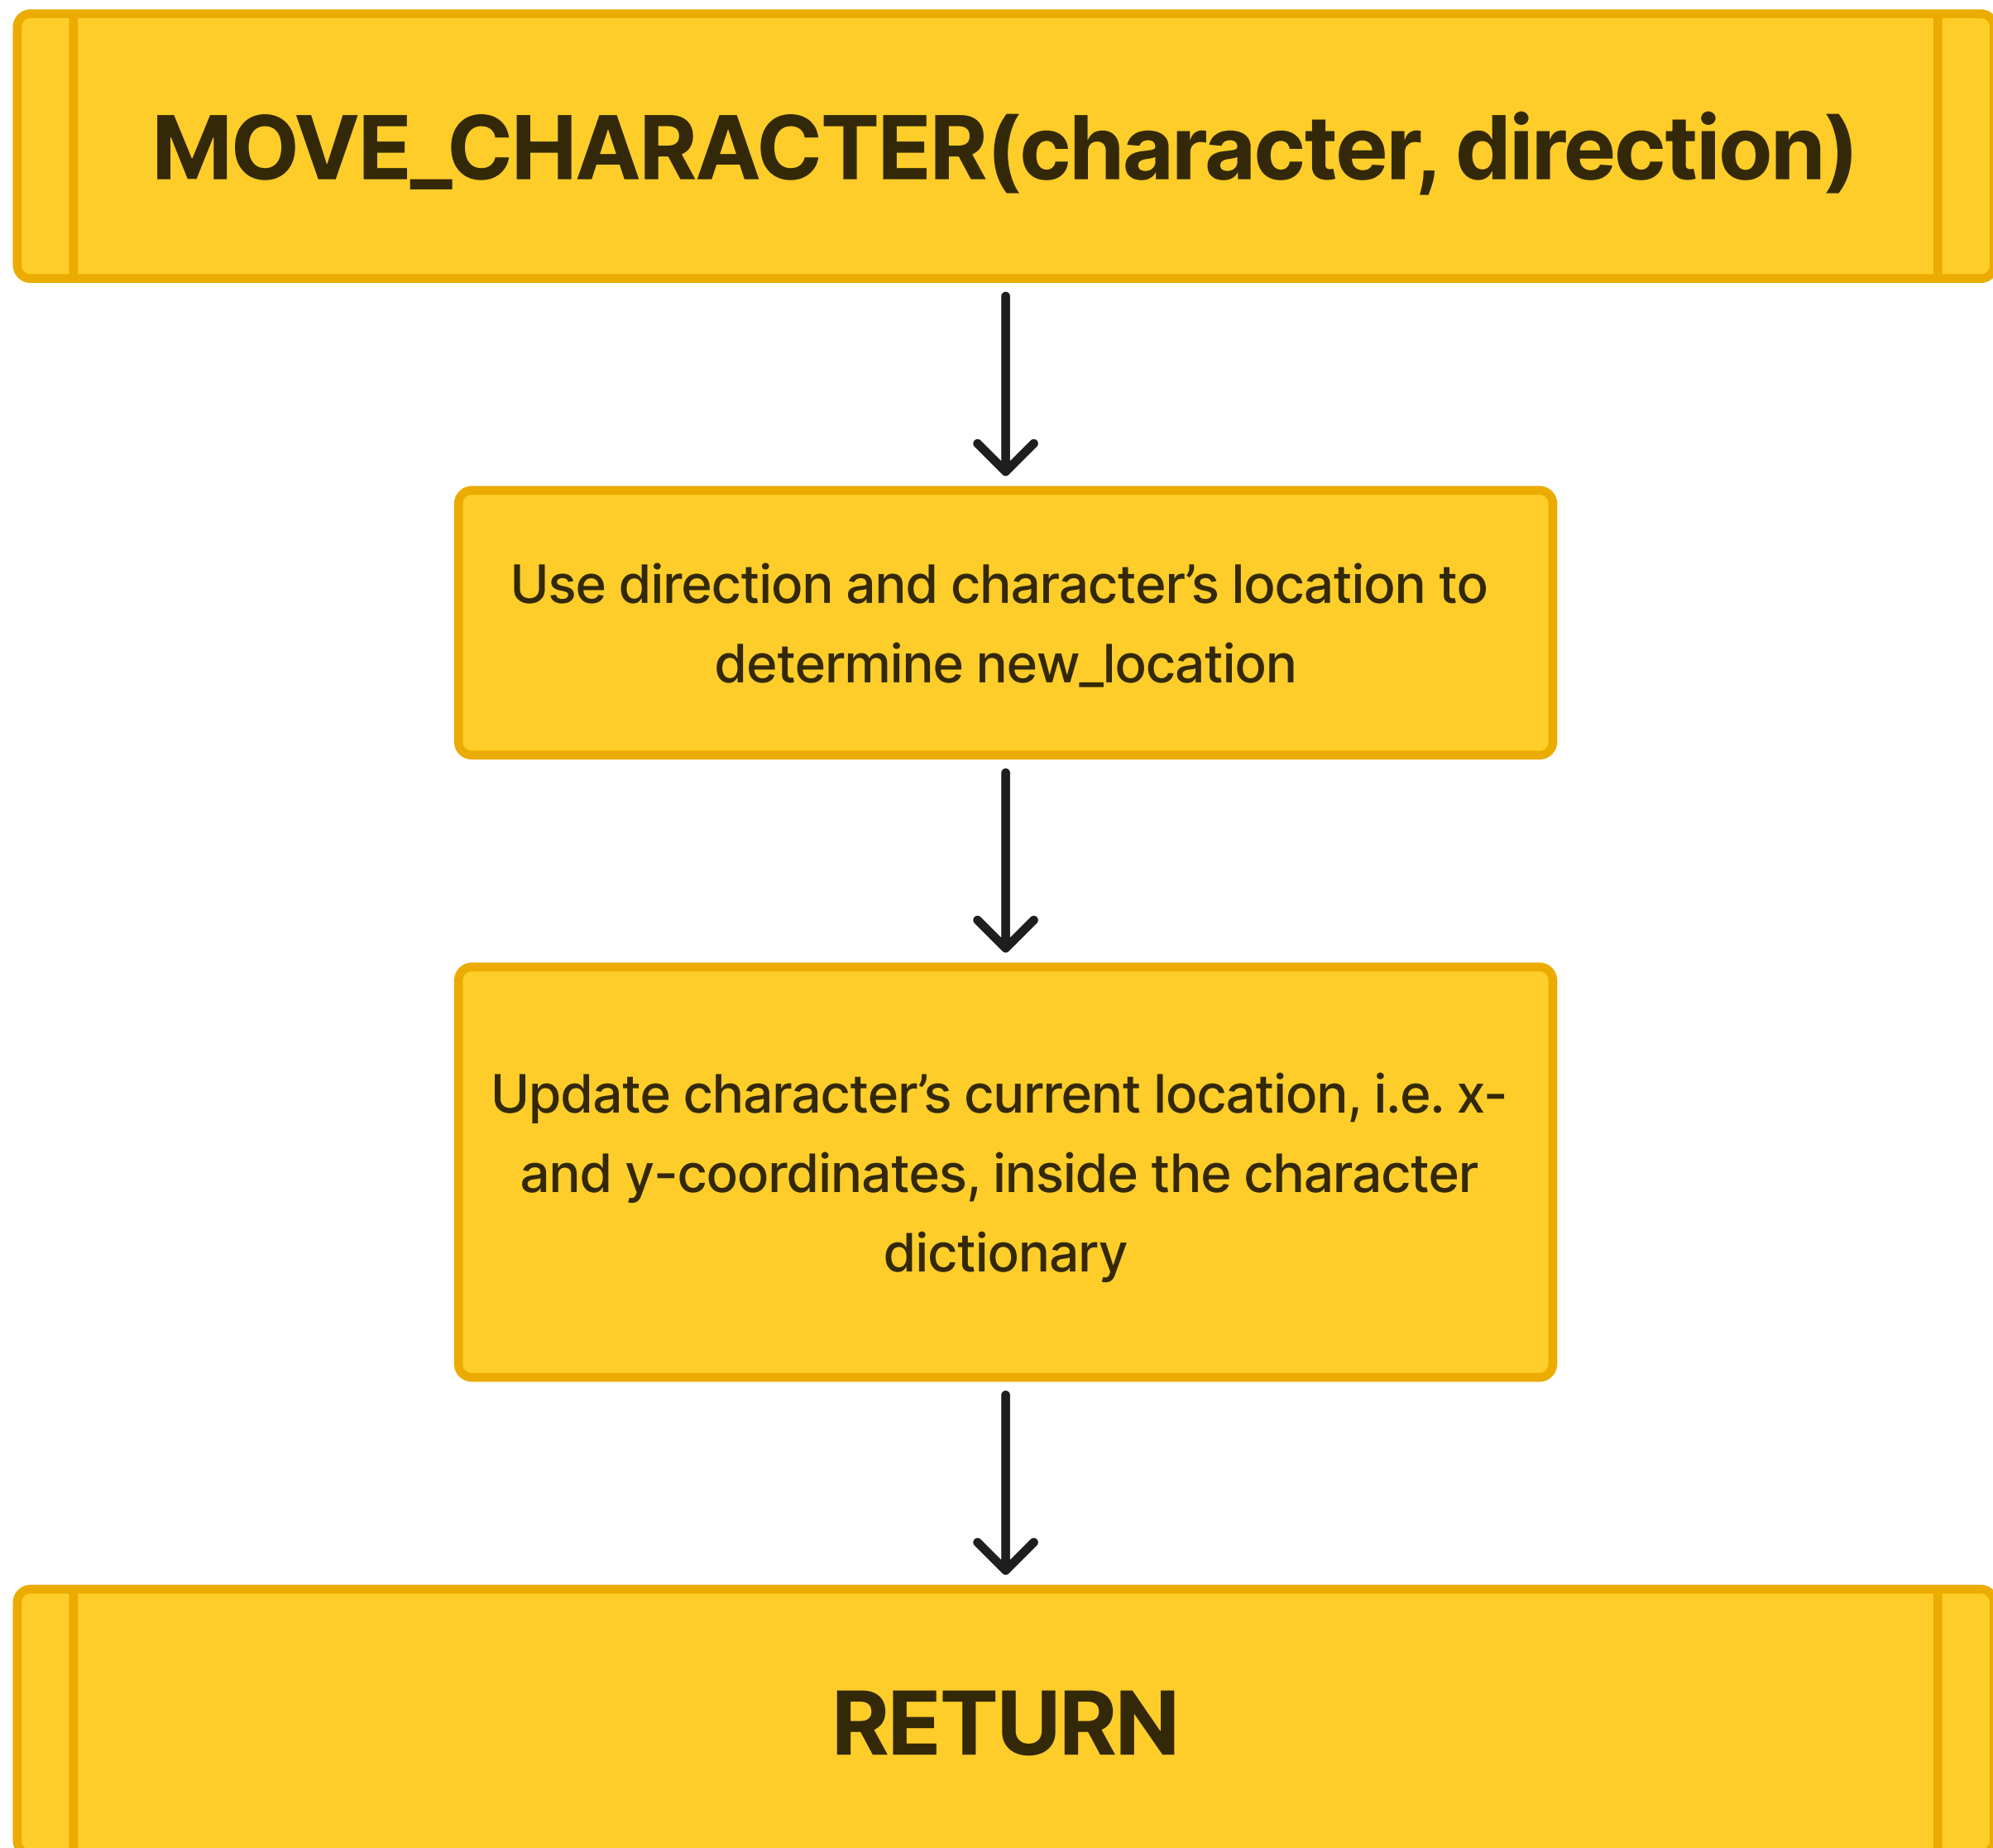 MOVE_CHARACTER(character, direction)
Use direction and character's location to
determine new_location
Update character's current location, i.e. x-
and y-coordinates, inside the character
dictionary
RETURN